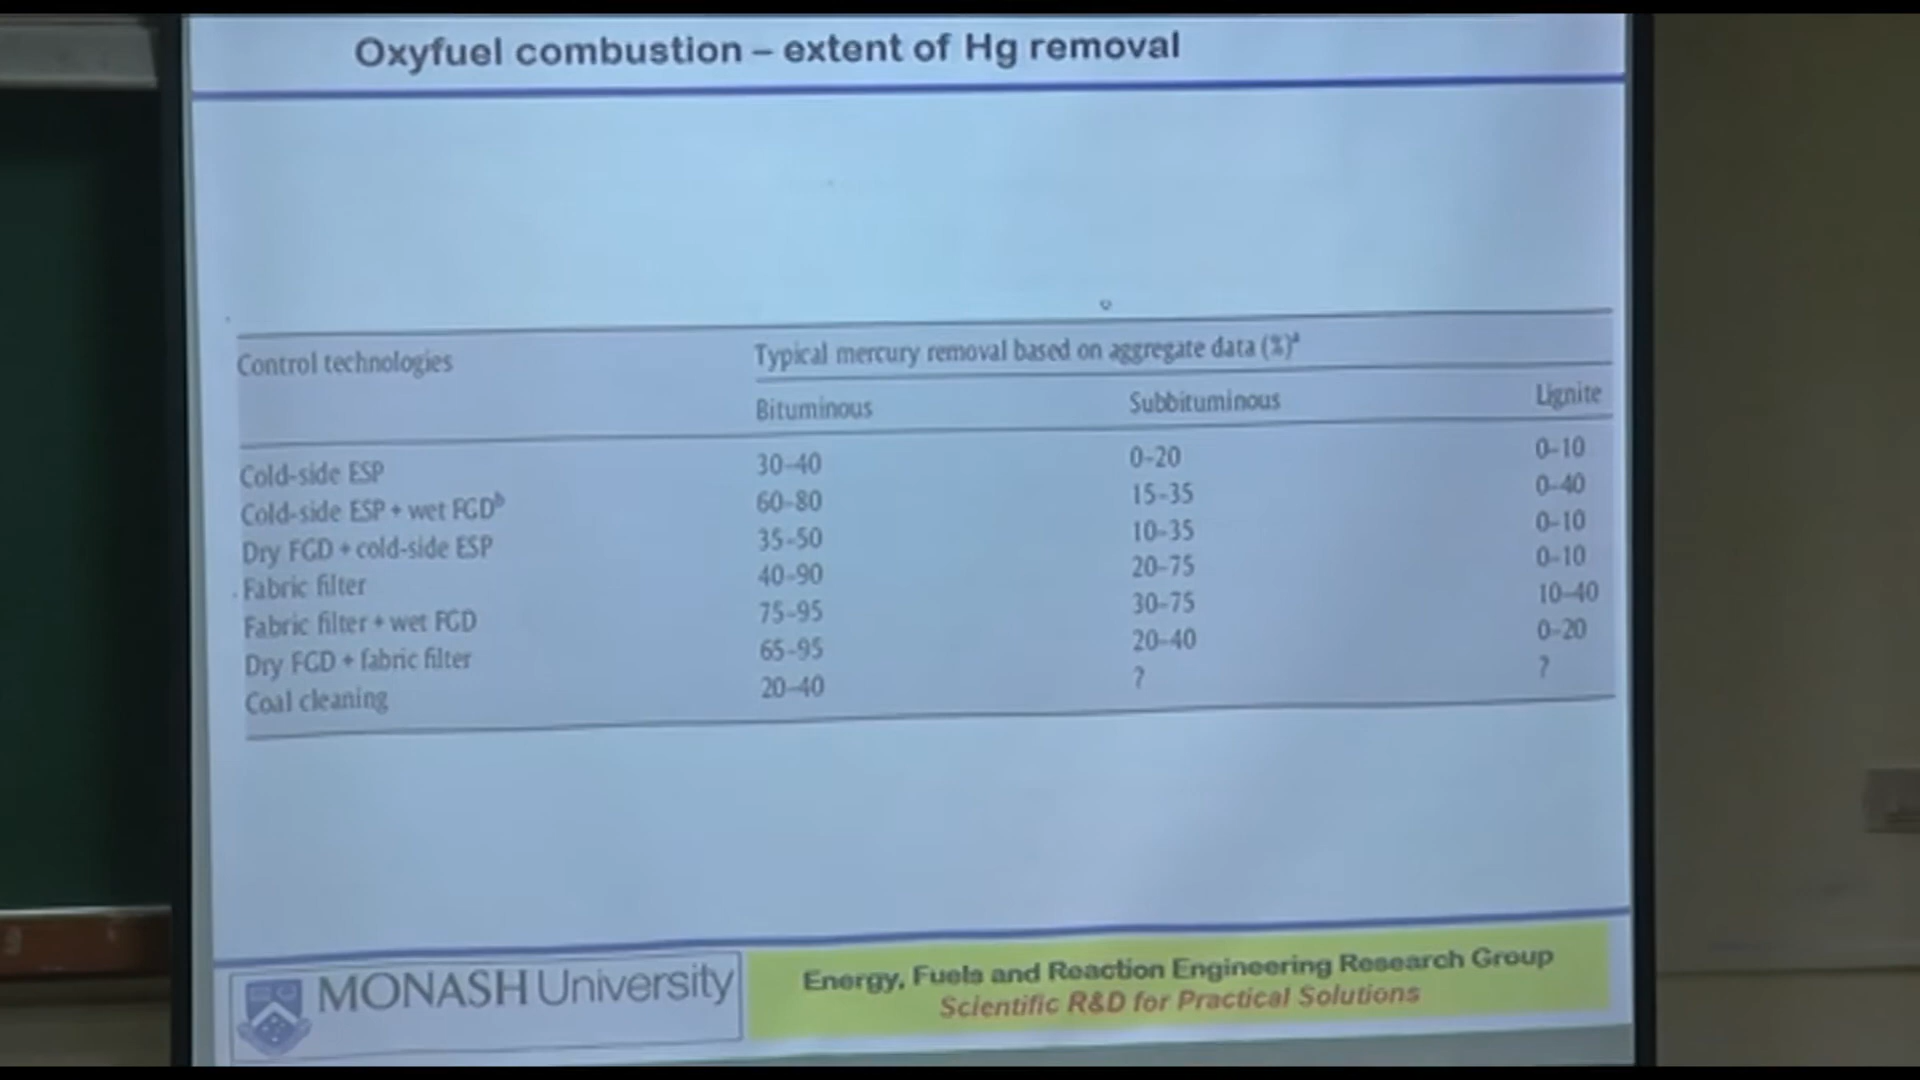 Oxyfuel combustion – extent of Hg removal
Control technologies Typical mercury removal based on aggregate data (%)ª
Bituminous Subbituminous Lignite
Cold-side ESP 30–40 0–20 0–10
Cold-side ESP + wet FGDᵇ 60–80 15–35 0–40
Dry FGD + cold-side ESP 35–50 10–35 0–10
Fabric filter 40–90 20–75 0–10
Fabric filter + wet FGD 75–95 30–75 10–40
Dry FGD + fabric filter 65–95 20–40 0–20
Coal cleaning 20–40 ? ?
MONASH University
Energy, Fuels and Reaction Engineering Research Group
Scientific R&D for Practical Solutions